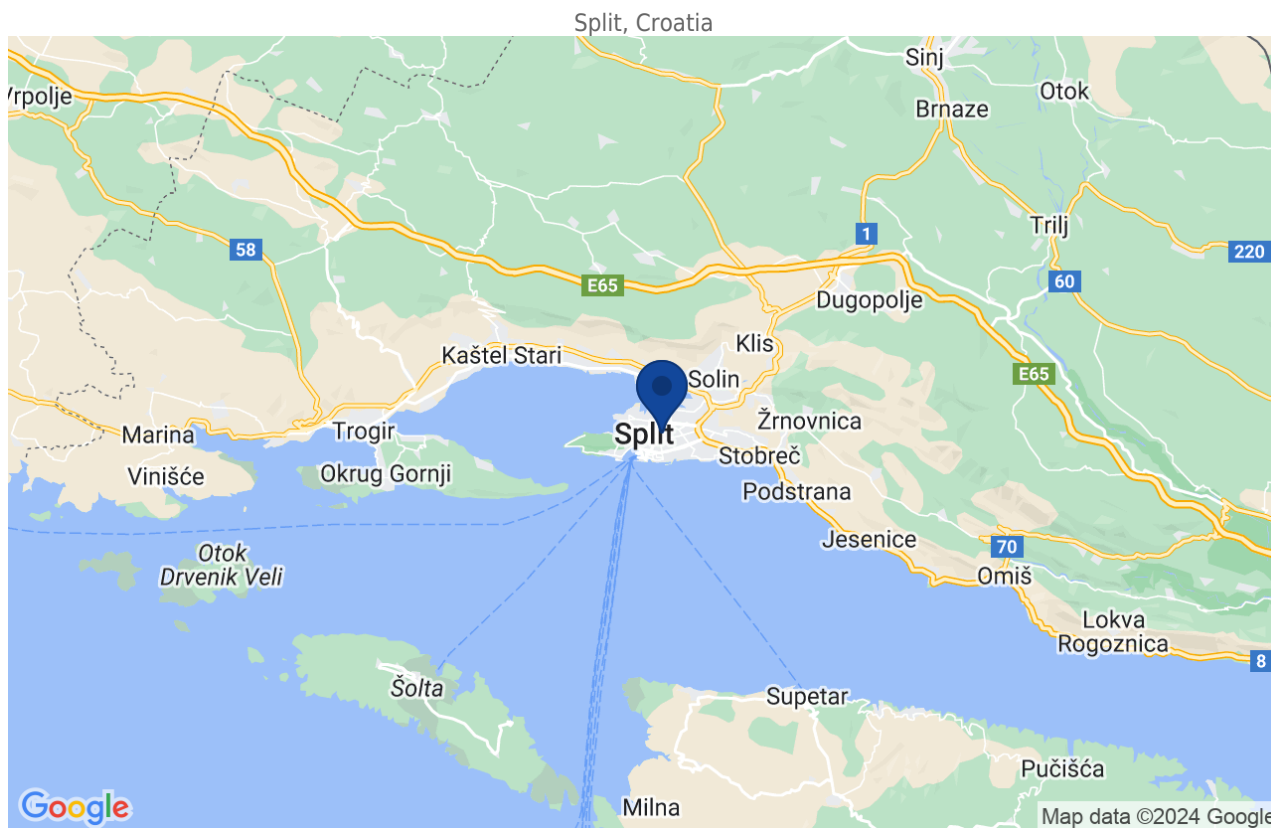 Split, Croatia
Sinj
Vrpolje
Otok
Brnaze
Trilj
1
58
220
60
E65
Dugopolje
Klis
Kaštel Stari
E65
Solin
Žrnovnica
Trogir
Split
Marina
Stobreč
Vinišće
Okrug Gornji
Podstrana
Jesenice
70
Otok
Drvenik Veli
Omiš
Lokva
Rogoznica
8
Šolta
Supetar
Pučišća
Milna
Google
Map data ©2024 Google